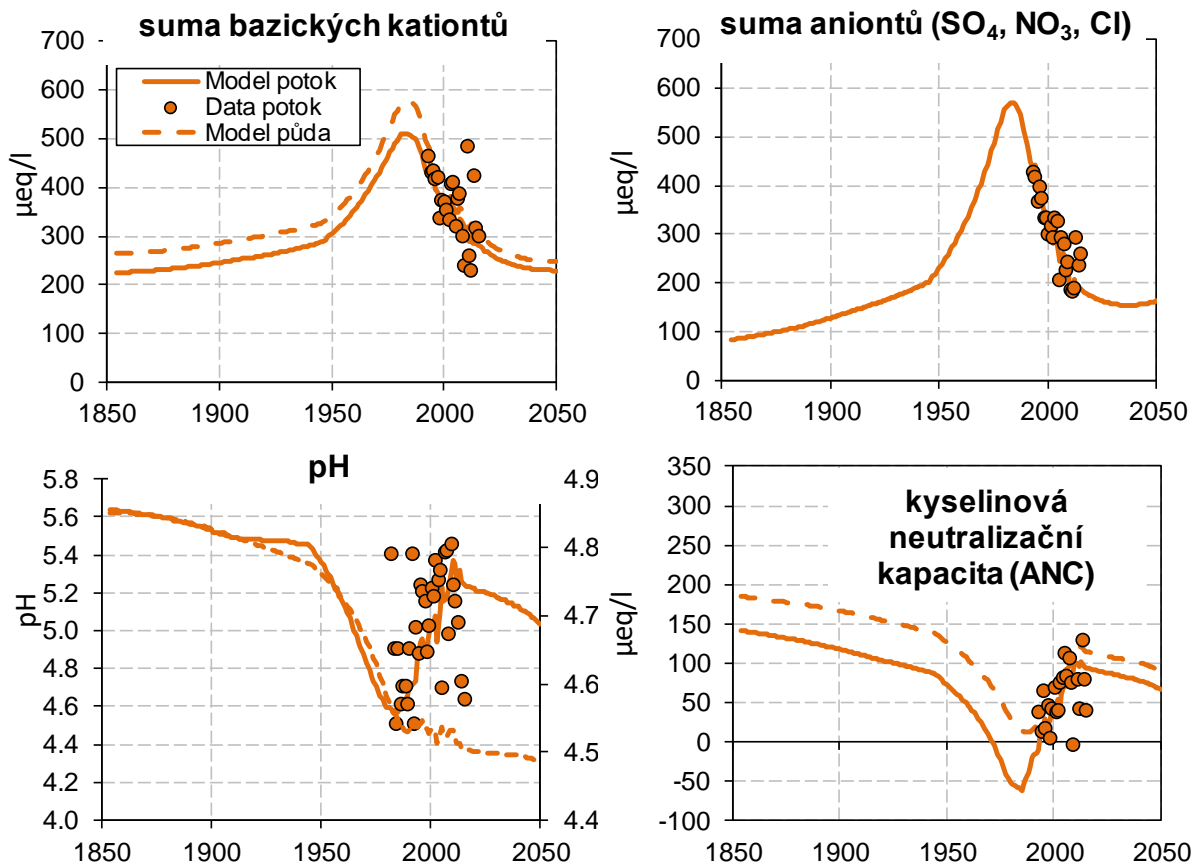 suma bazických kationtů
700
600
500
400
300
200
100
0
µeq/l
Model potok
Data potok
Model půda
1850 1900 1950 2000 2050
suma aniontů (SO₄, NO₃, Cl)
700
600
500
400
300
200
100
0
µeq/l
1850 1900 1950 2000 2050
pH
5.8
5.6
5.4
5.2
5.0
4.8
4.6
4.4
4.2
4.0
pH
4.9
4.8
4.7
4.6
4.5
4.4
1850 1900 1950 2000 2050
µeq/l
350
300
250
200
150
100
50
0
-50
-100
kyselinová
neutralizační
kapacita (ANC)
1850 1900 1950 2000 2050